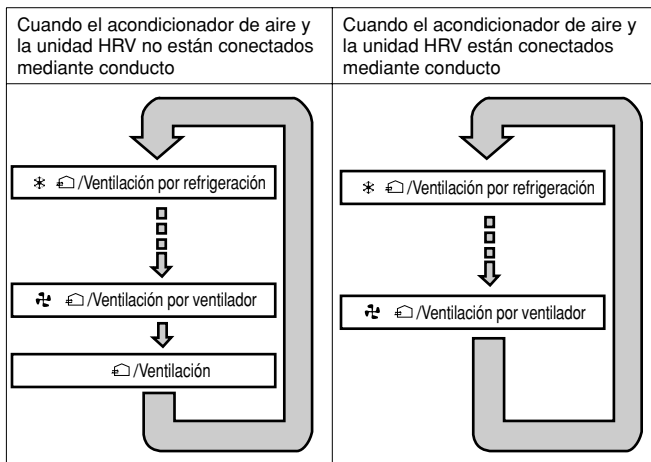 Cuando el acondicionador de aire y
la unidad HRV no están conectados
mediante conducto
/Ventilación por refrigeración
/Ventilación por ventilador
/Ventilación
Cuando el acondicionador de aire y
la unidad HRV están conectados
mediante conducto
/Ventilación por refrigeración
/Ventilación por ventilador